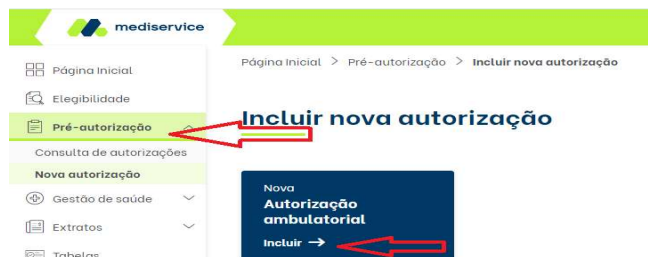 mediservice
Página Inicial
Elegibilidade
Pré-autorização
Consulta de autorizações
Nova autorização
Gestão de saúde
Extratos
Tabelas
Página Inicial > Pré-autorização > Incluir nova autorização
Incluir nova autorização
Nova
Autorização
ambulatorial
Incluir →